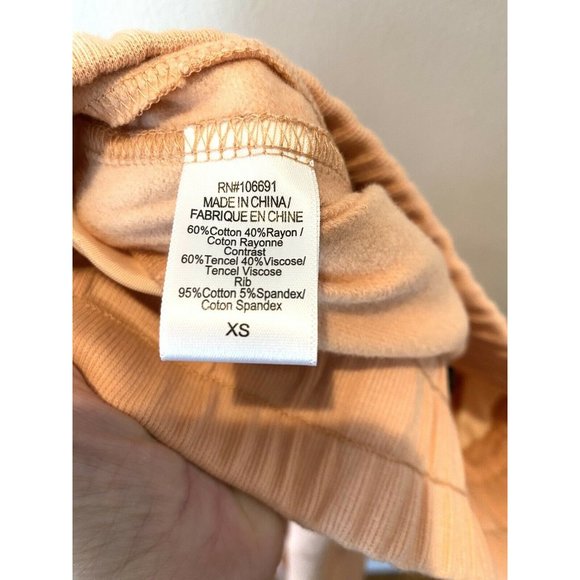 RN#106691
MADE IN CHINA/
FABRIQUE EN CHINE
60%Cotton 40%Rayon /
Coton Rayonne
Contrast
60%Tencel 40%Viscose/
Tencel Viscose
Rib
95%Cotton 5%Spandex/
Coton Spandex
XS